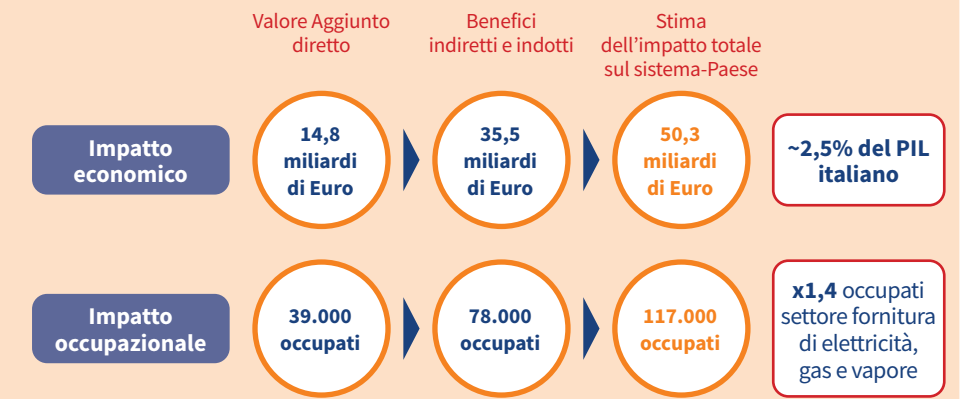 Valore Aggiunto
diretto
Benefici
indiretti e indotti
Stima
dell'impatto totale
sul sistema-Paese
Impatto
economico
14,8
miliardi
di Euro
35,5
miliardi
di Euro
50,3
miliardi
di Euro
~2,5% del PIL
italiano
Impatto
occupazionale
39.000
occupati
78.000
occupati
117.000
occupati
x1,4 occupati
settore fornitura
di elettricità,
gas e vapore